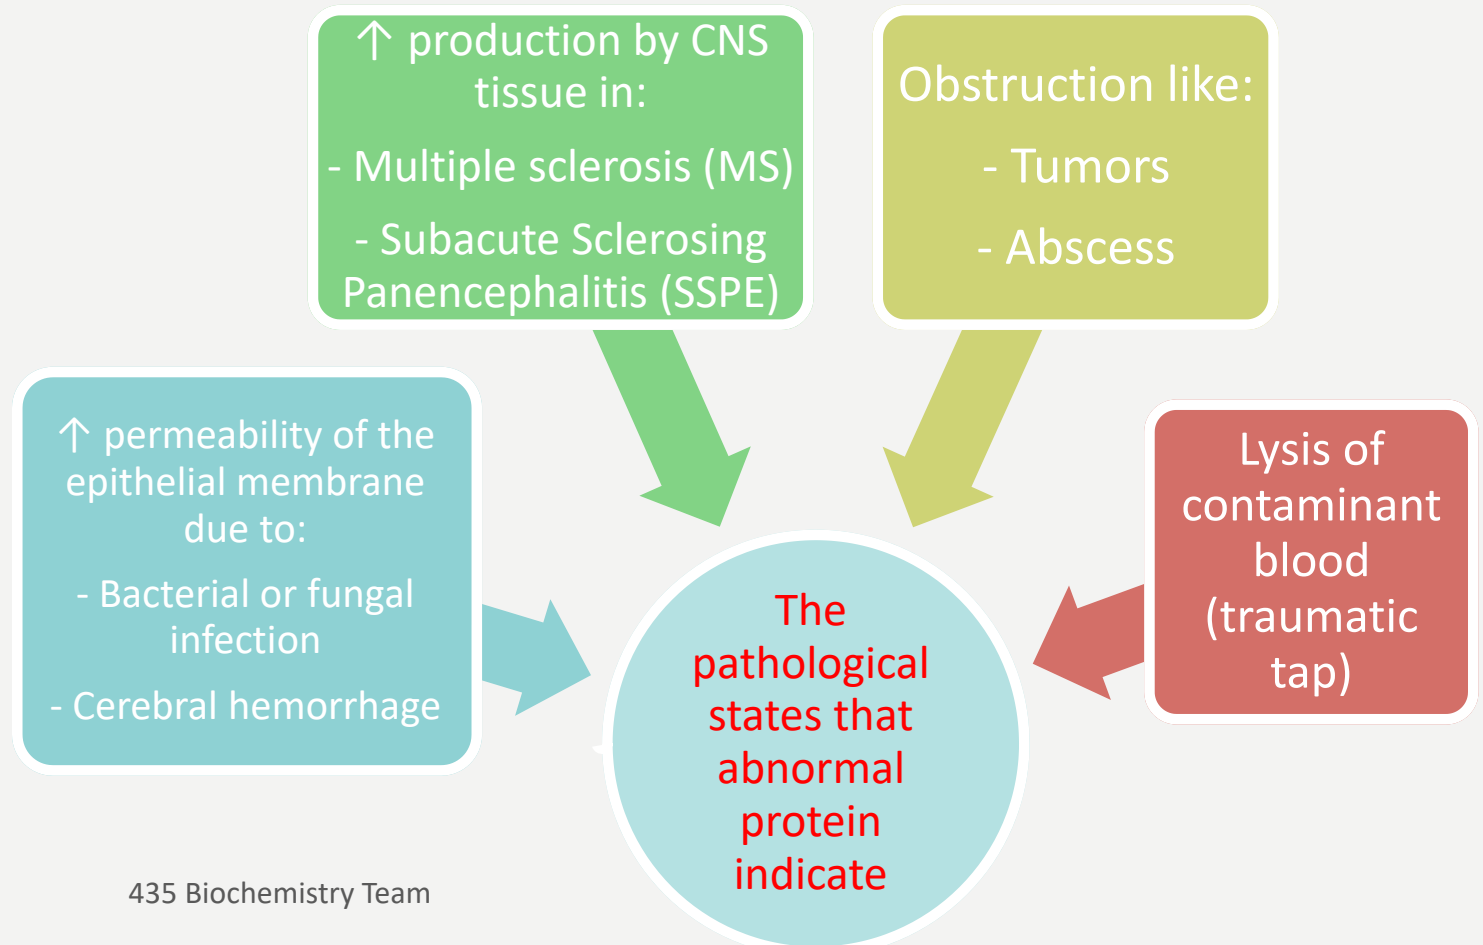 ↑ production by CNS
tissue in:
- Multiple sclerosis (MS)
- Subacute Sclerosing
Panencephalitis (SSPE)
Obstruction like:
- Tumors
- Abscess
↑ permeability of the
epithelial membrane
due to:
- Bacterial or fungal
infection
- Cerebral hemorrhage
Lysis of
contaminant
blood
(traumatic
tap)
The
pathological
states that
abnormal
protein
indicate
435 Biochemistry Team